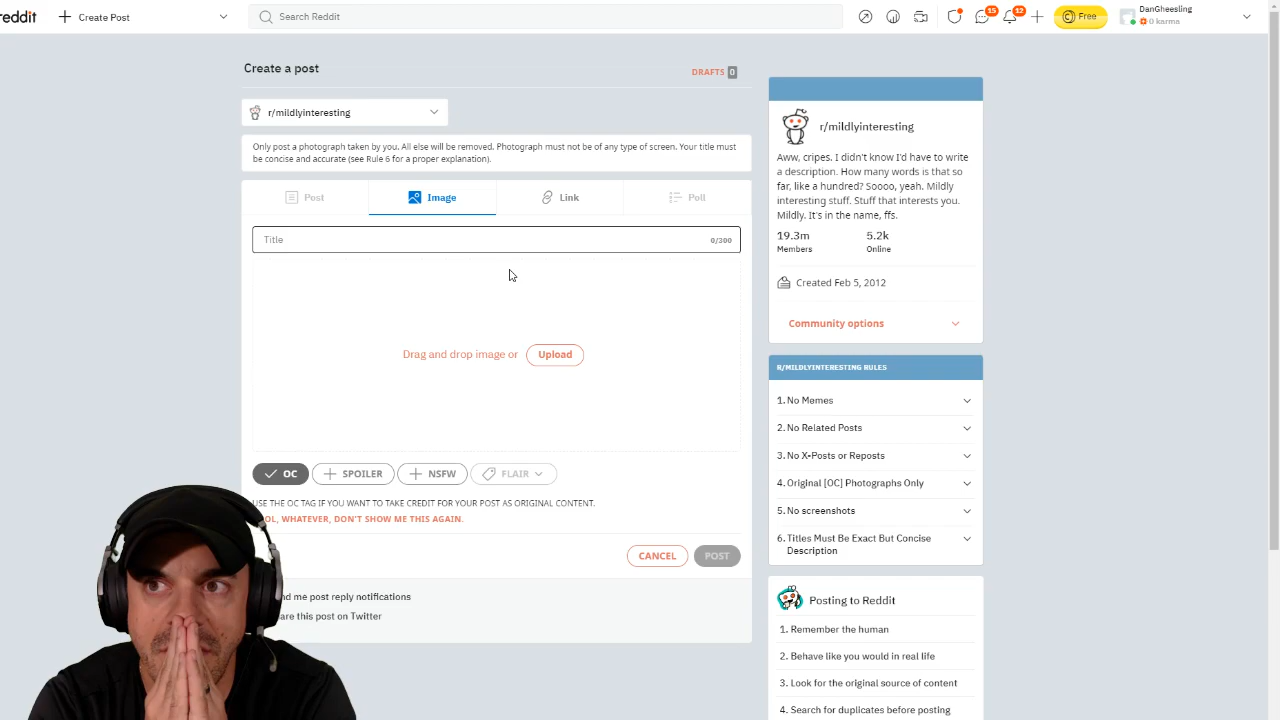 reddit
Create Post
Search Reddit
15
12
Free
DanGheesling
0 karma
Create a post
DRAFTS 0
r/mildlyinteresting
Only post a photograph taken by you. All else will be removed. Photograph must not be of any type of screen. Your title must
be concise and accurate (see Rule 6 for a proper explanation).
Post
Image
Link
Poll
Title
0/300
Drag and drop image or Upload
OC
SPOILER
NSFW
FLAIR
USE THE OC TAG IF YOU WANT TO TAKE CREDIT FOR YOUR POST AS ORIGINAL CONTENT.
OL, WHATEVER, DON'T SHOW ME THIS AGAIN.
CANCEL
POST
nd me post reply notifications
are this post on Twitter
r/mildlyinteresting
Aww, cripes. I didn't know I'd have to write
a description. How many words is that so
far, like a hundred? Soooo, yeah. Mildly
interesting stuff. Stuff that interests you.
Mildly. It's in the name, ffs.
19.3m
Members
5.2k
Online
Created Feb 5, 2012
Community options
R/MILDLYINTERESTING RULES
1. No Memes
2. No Related Posts
3. No X-Posts or Reposts
4. Original [OC] Photographs Only
5. No screenshots
6. Titles Must Be Exact But Concise
Description
Posting to Reddit
1. Remember the human
2. Behave like you would in real life
3. Look for the original source of content
4. Search for duplicates before posting